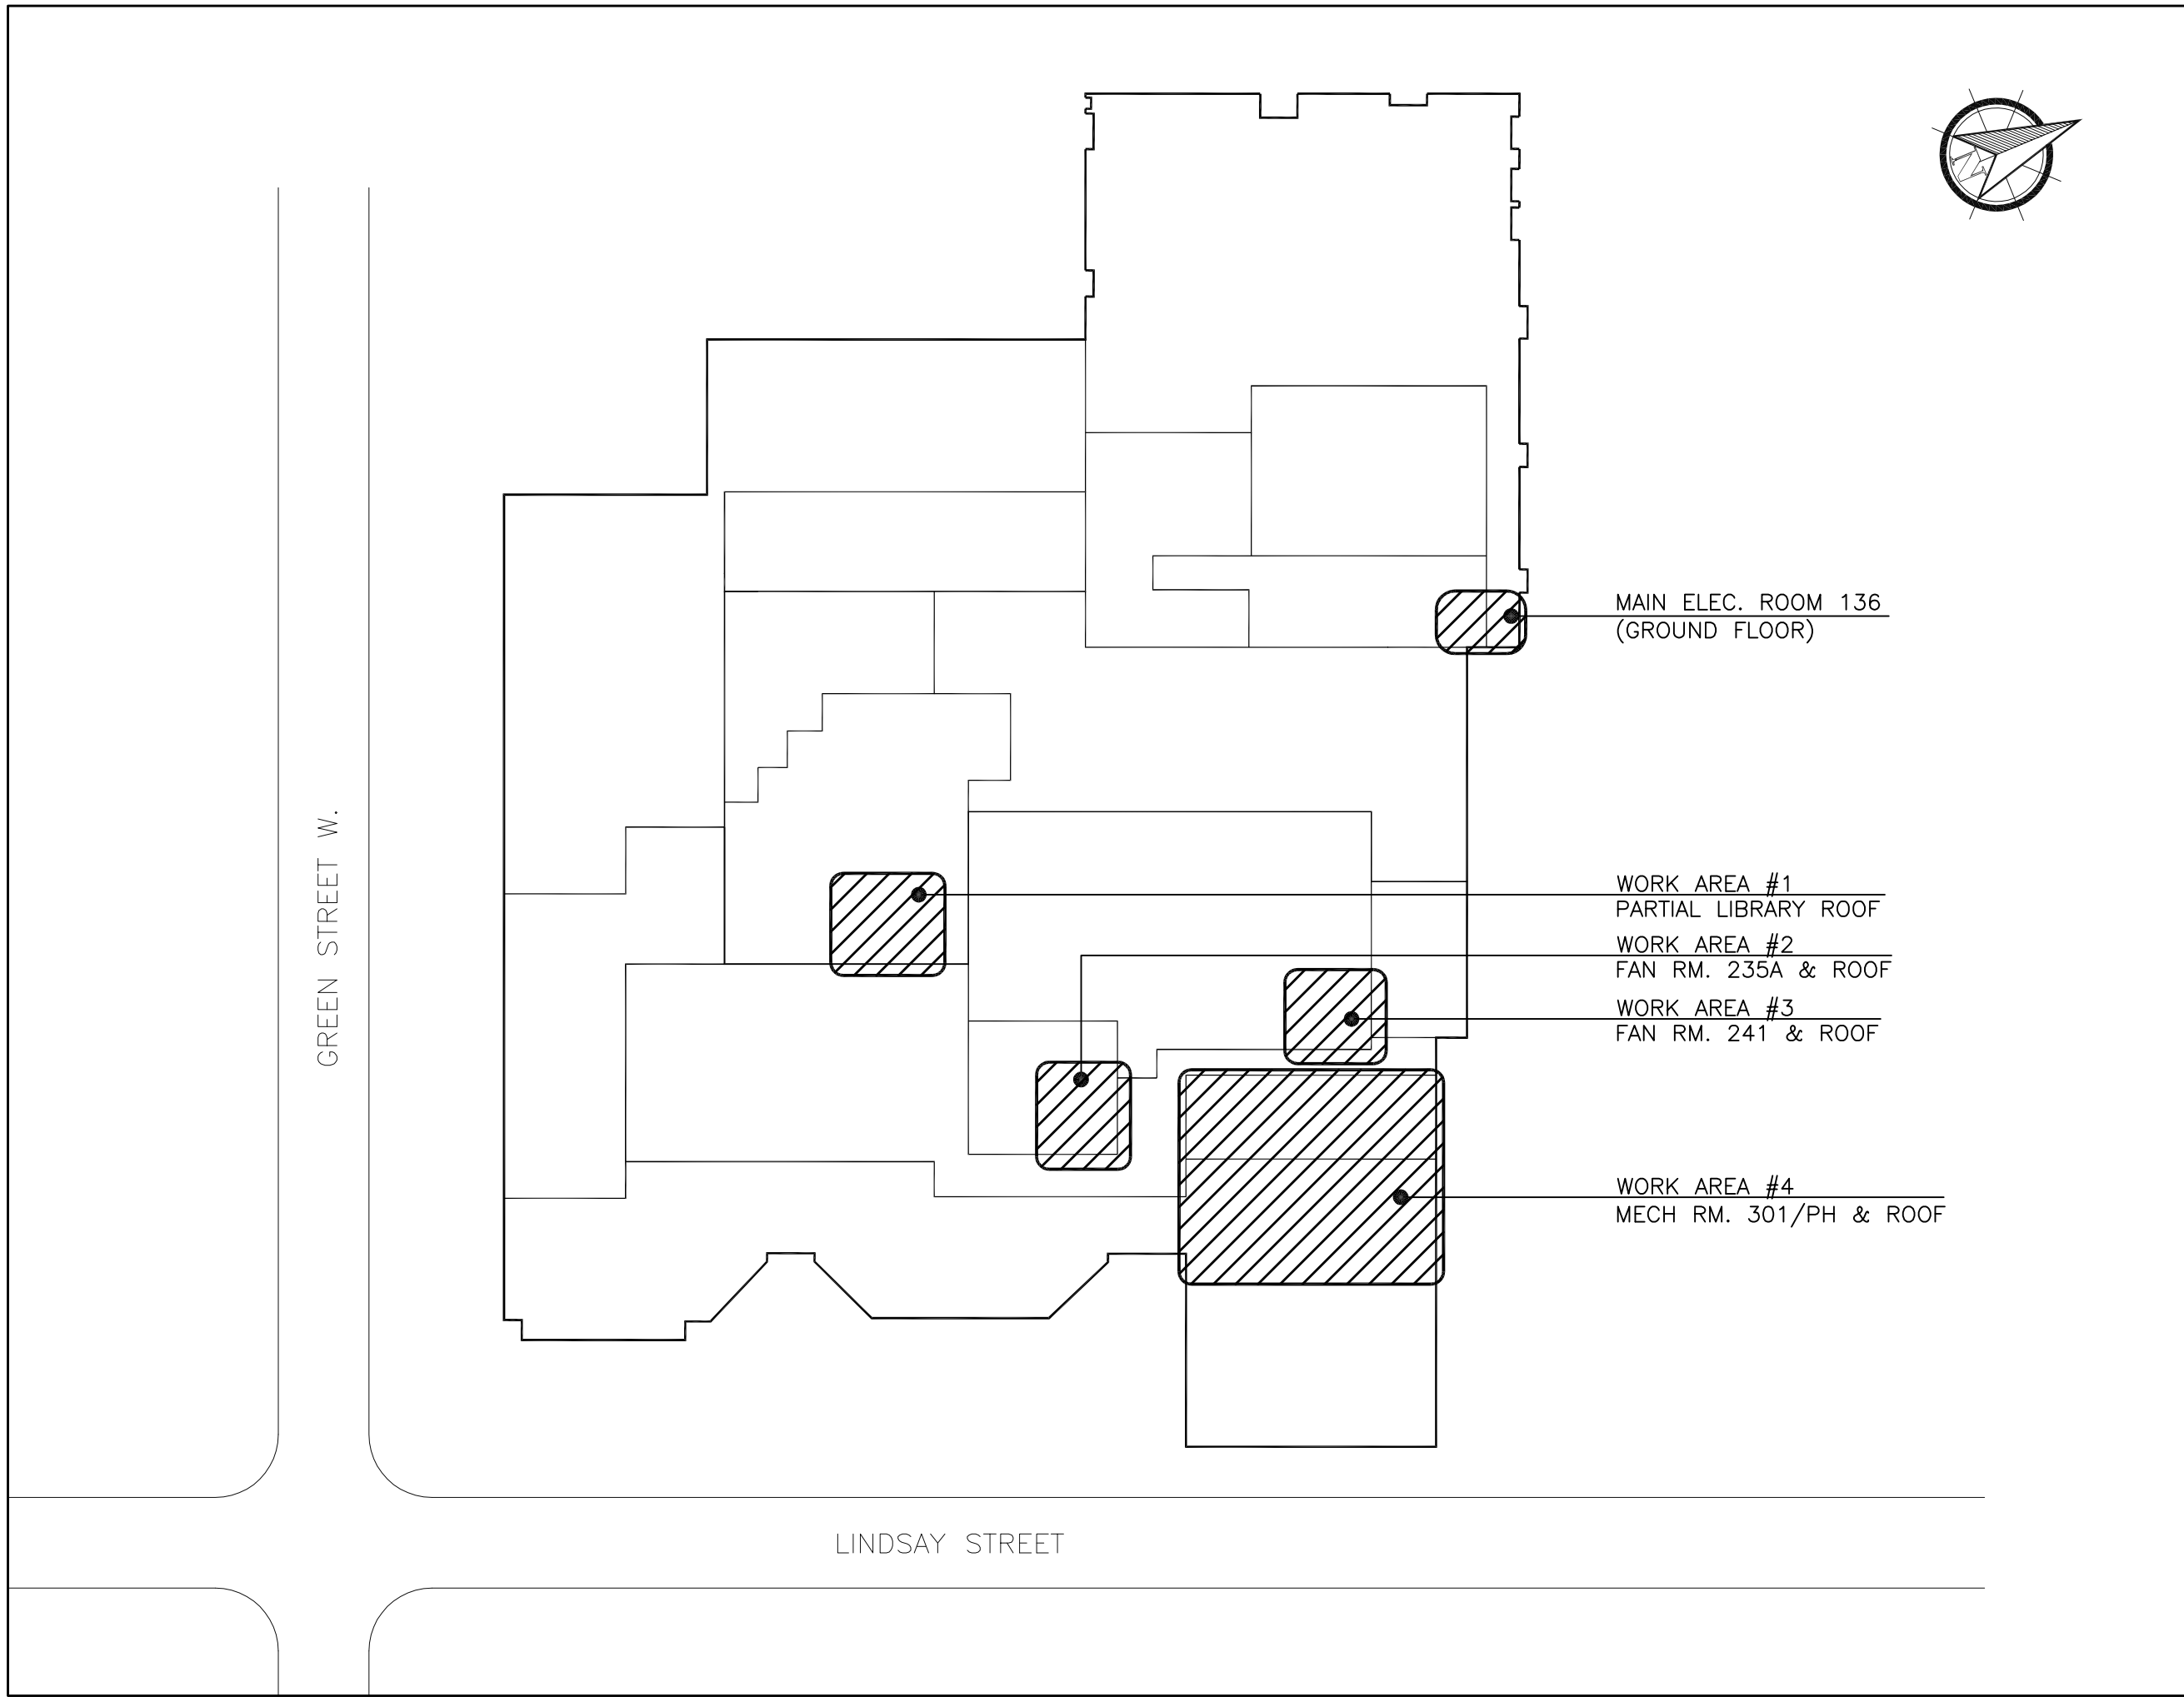 N
MAIN ELEC. ROOM 136
(GROUND FLOOR)
WORK AREA #1
PARTIAL LIBRARY ROOF
WORK AREA #2
FAN RM. 235A & ROOF
WORK AREA #3
FAN RM. 241 & ROOF
WORK AREA #4
MECH RM. 301/PH & ROOF
GREEN STREET W.
LINDSAY STREET